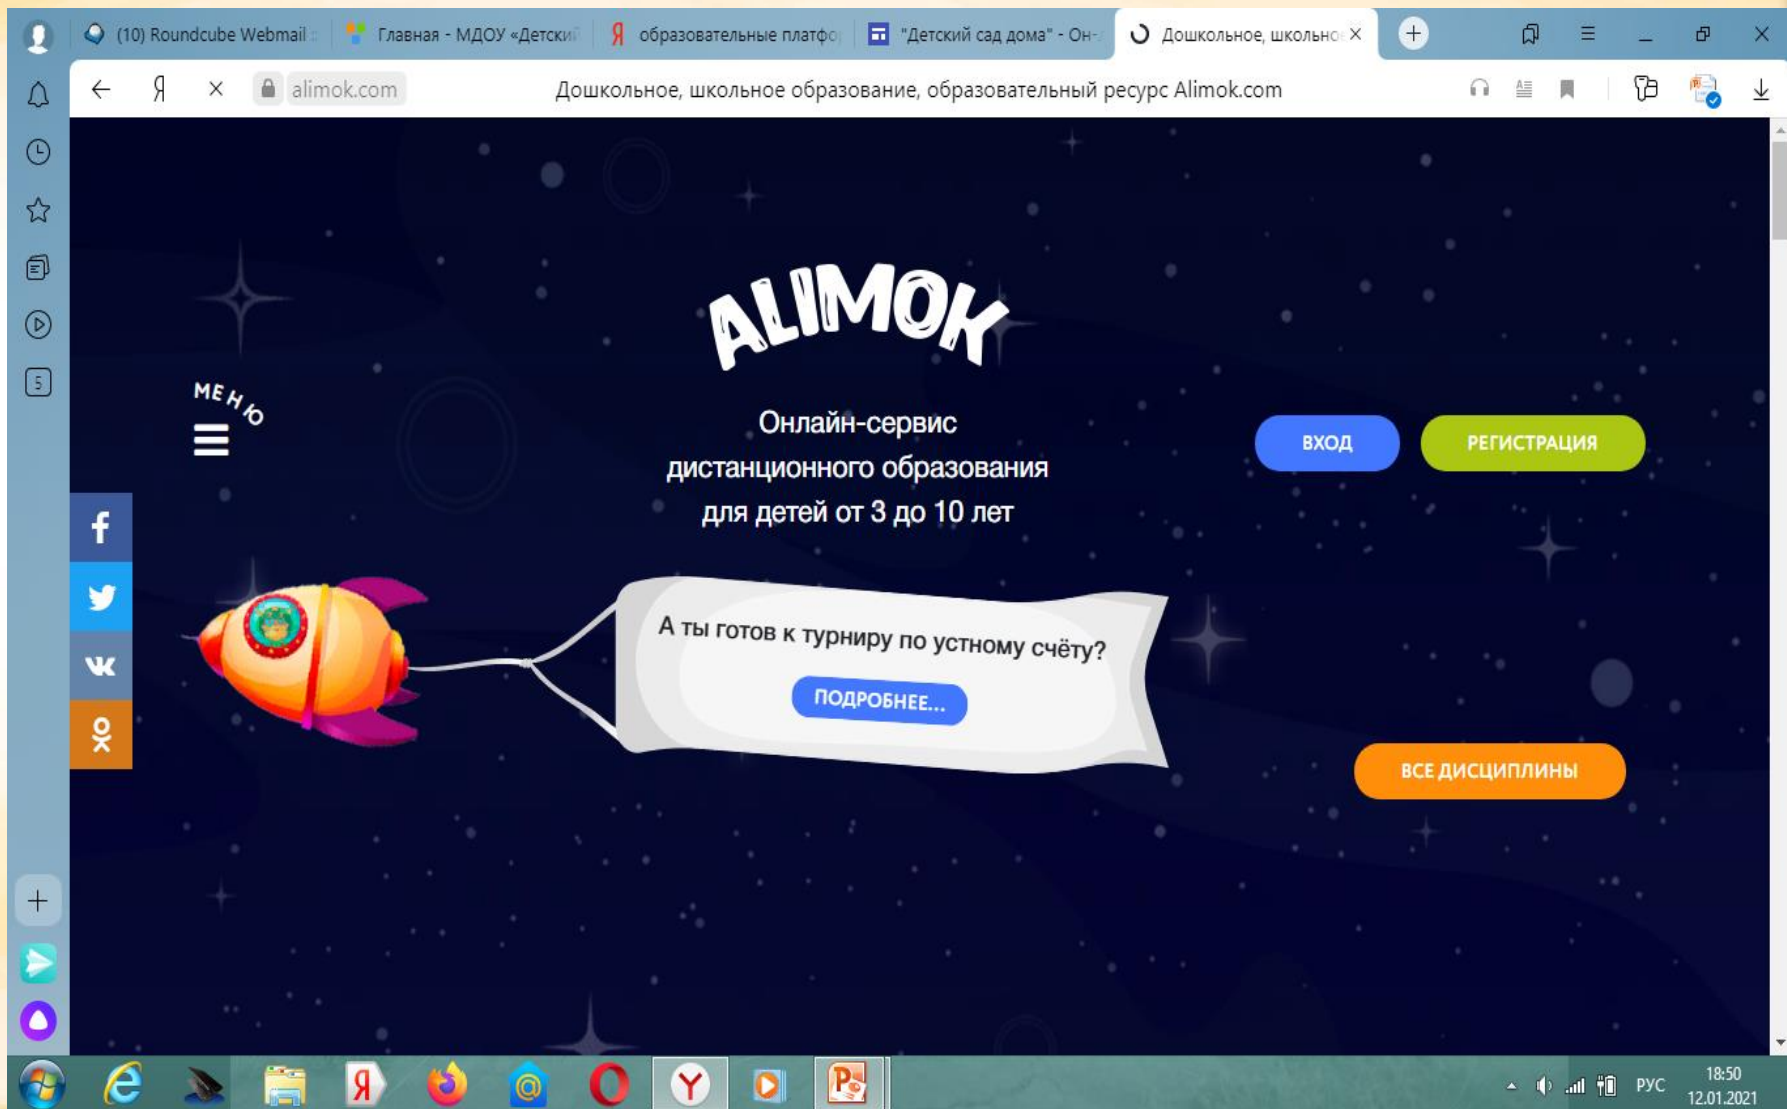 (10) Roundcube Webmail :
Главная - МДОУ «Детский
Я образовательные платфор
"Детский сад дома" - Он-л
Дошкольное, школьно
Я
alimok.com
Дошкольное, школьное образование, образовательный ресурс Alimok.com
5
ALIMOK
МЕНЮ
Онлайн-сервис
дистанционного образования
для детей от 3 до 10 лет
ВХОД
РЕГИСТРАЦИЯ
А ты готов к турниру по устному счёту?
ПОДРОБНЕЕ...
ВСЕ ДИСЦИПЛИНЫ
РУС
18:50
12.01.2021